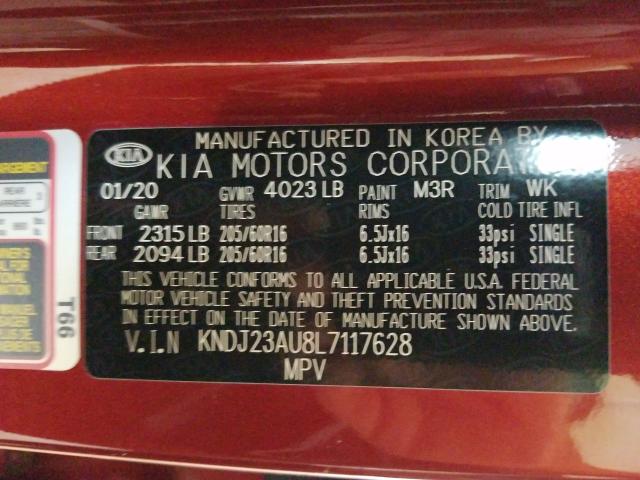 MANUFACTURED IN KOREA BY
KIA KIA MOTORS CORPORA
01/20 GVWR 4023 LB PAINT M3R TRIM WK
GAWR TIRES RIMS COLD TIRE INFL
FRONT 2315 LB 205/60R16 6.5Jx16 33psi SINGLE
REAR 2094 LB 205/60R16 6.5Jx16 33psi SINGLE
THIS VEHICLE CONFORMS TO ALL APPLICABLE U.S.A. FEDERAL
MOTOR VEHICLE SAFETY AND THEFT PREVENTION STANDARDS
IN EFFECT ON THE DATE OF MANUFACTURE SHOWN ABOVE.
V.I.N KNDJ23AU8L7117628
MPV
REAR
T66